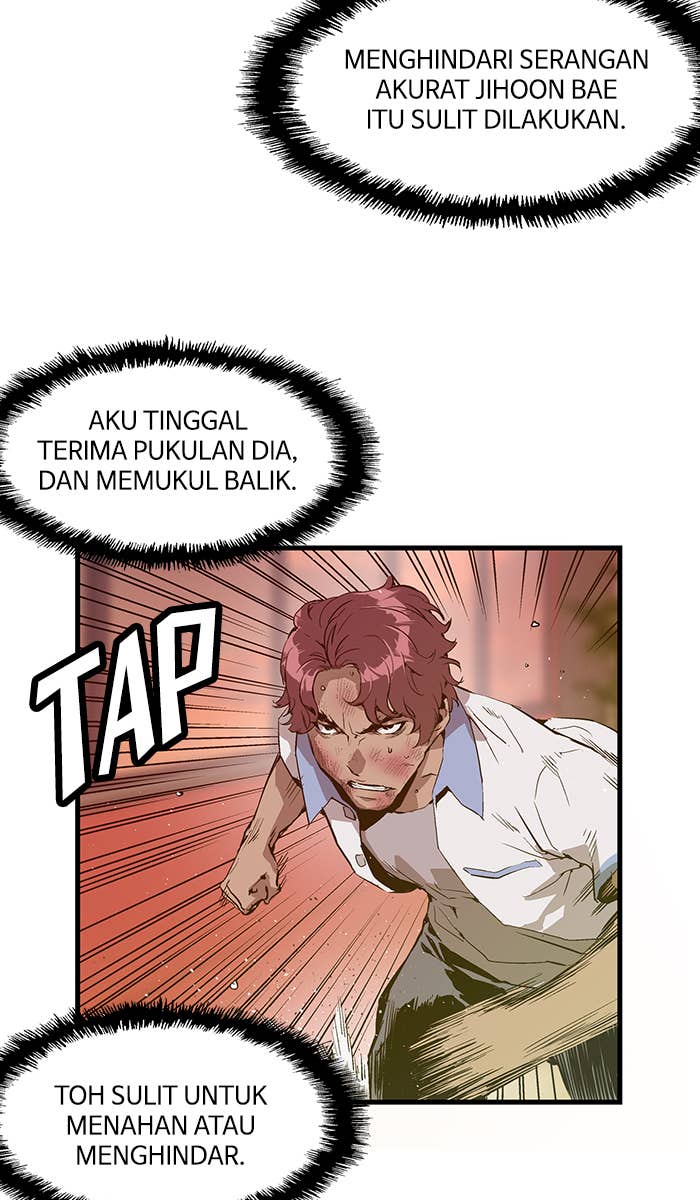 MENGHINDARI SERANGAN
AKURAT JIHOON BAE
ITU SULIT DILAKUKAN.
AKU TINGGAL
TERIMA PUKULAN DIA,
DAN MEMUKUL BALIK.
TAP
TOH SULIT UNTUK
MENAHAN ATAU
MENGHINDAR.